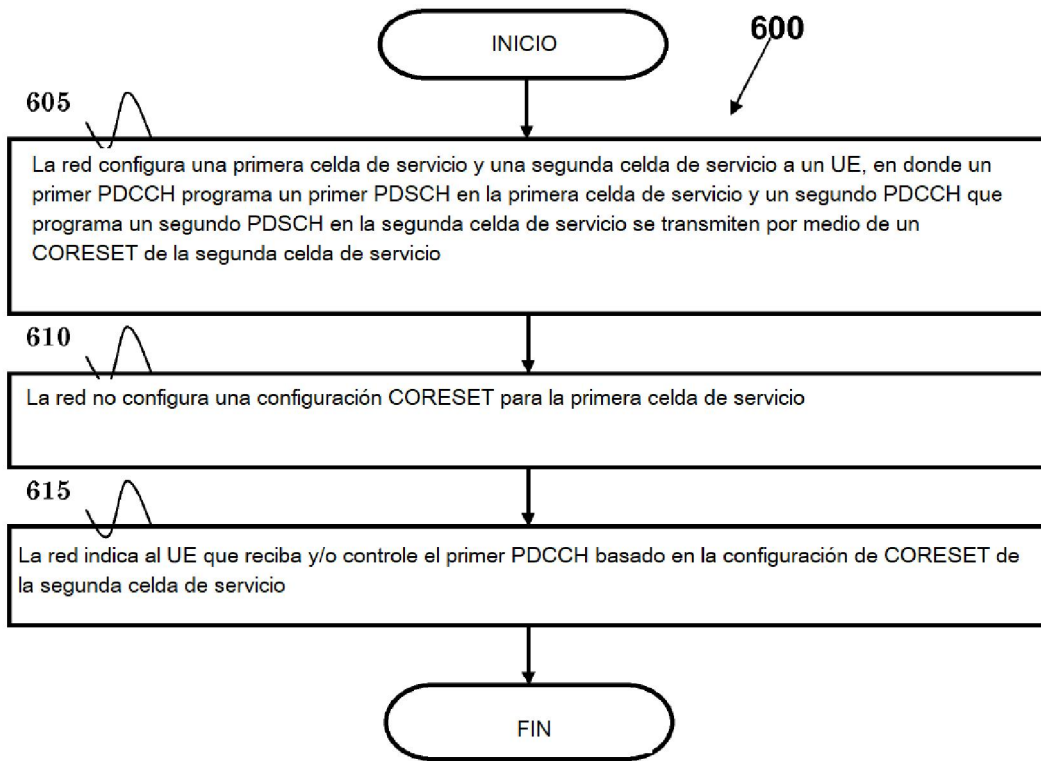 INICIO
600
605
La red configura una primera celda de servicio y una segunda celda de servicio a un UE, en donde un
primer PDCCH programa un primer PDSCH en la primera celda de servicio y un segundo PDCCH que
programa un segundo PDSCH en la segunda celda de servicio se transmiten por medio de un
CORESET de la segunda celda de servicio
610
La red no configura una configuración CORESET para la primera celda de servicio
615
La red indica al UE que reciba y/o controle el primer PDCCH basado en la configuración de CORESET de
la segunda celda de servicio
FIN